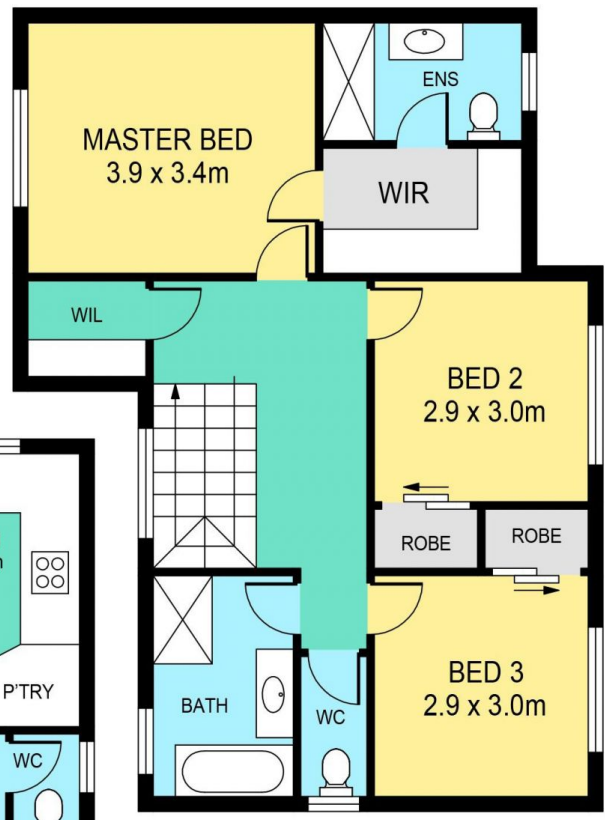 MASTER BED
3.9 x 3.4m
ENS
WIR
WIL
BED 2
2.9 x 3.0m
ROBE
ROBE
BED 3
2.9 x 3.0m
BATH
WC
P'TRY
WC